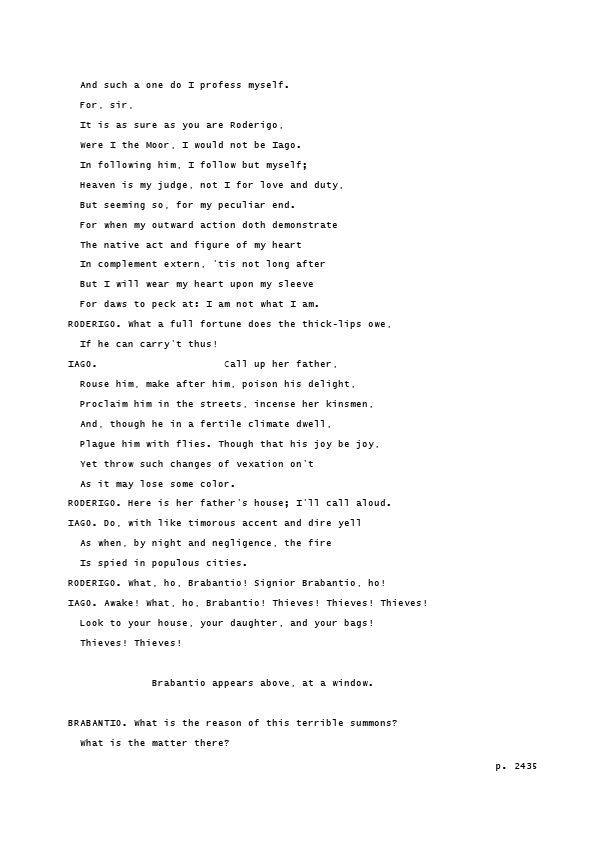 And such a one do I profess myself.
For, sir,
It is as sure as you are Roderigo,
Were I the Moor, I would not be Iago.
In following him, I follow but myself;
Heaven is my judge, not I for love and duty,
But seeming so, for my peculiar end.
For when my outward action doth demonstrate
The native act and figure of my heart
In complement extern, 'tis not long after
But I will wear my heart upon my sleeve
For daws to peck at: I am not what I am.
RODERIGO. What a full fortune does the thick-lips owe,
If he can carry't thus!
IAGO. Call up her father,
Rouse him, make after him, poison his delight,
Proclaim him in the streets, incense her kinsmen,
And, though he in a fertile climate dwell,
Plague him with flies. Though that his joy be joy,
Yet throw such changes of vexation on't
As it may lose some color.
RODERIGO. Here is her father's house; I'll call aloud.
IAGO. Do, with like timorous accent and dire yell
As when, by night and negligence, the fire
Is spied in populous cities.
RODERIGO. What, ho, Brabantio! Signior Brabantio, ho!
IAGO. Awake! What, ho, Brabantio! Thieves! Thieves! Thieves!
Look to your house, your daughter, and your bags!
Thieves! Thieves!
Brabantio appears above, at a window.
BRABANTIO. What is the reason of this terrible summons?
What is the matter there?
p. 2435